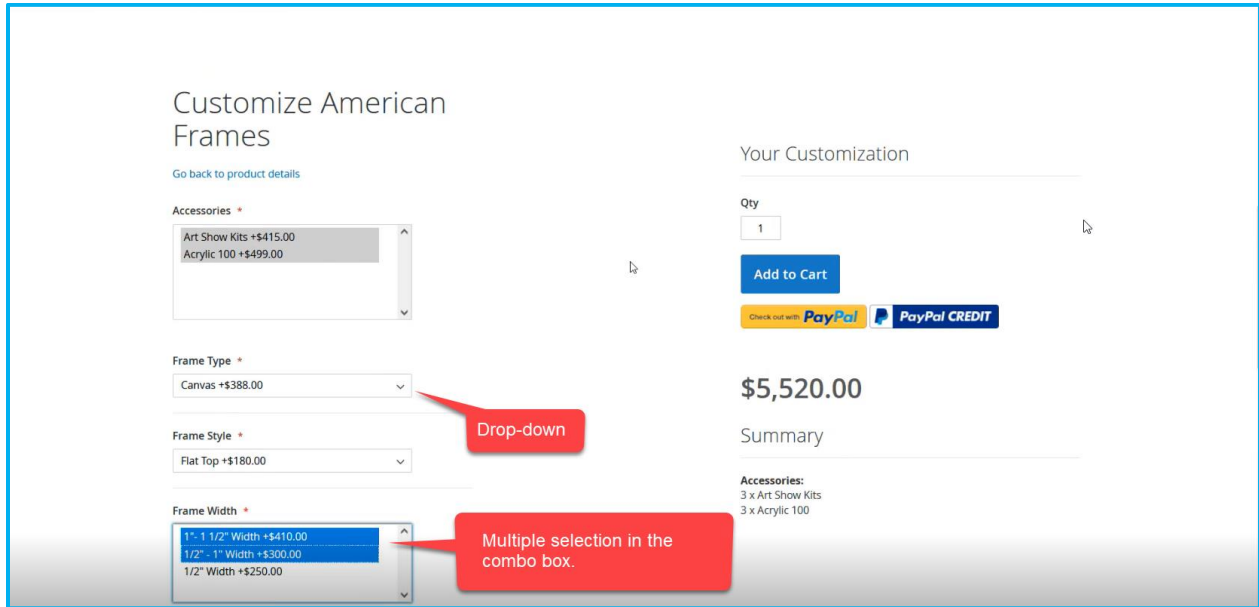 Customize American
Frames
Go back to product details
Accessories *
Art Show Kits +$415.00
Acrylic 100 +$499.00
Frame Type *
Canvas +$388.00
Drop-down
Frame Style *
Flat Top +$180.00
Frame Width *
1"- 1 1/2" Width +$410.00
1/2" - 1" Width +$300.00
1/2" Width +$250.00
Multiple selection in the
combo box.
Your Customization
Qty
1
Add to Cart
Check out with PayPal
PayPal CREDIT
$5,520.00
Summary
Accessories:
3 x Art Show Kits
3 x Acrylic 100